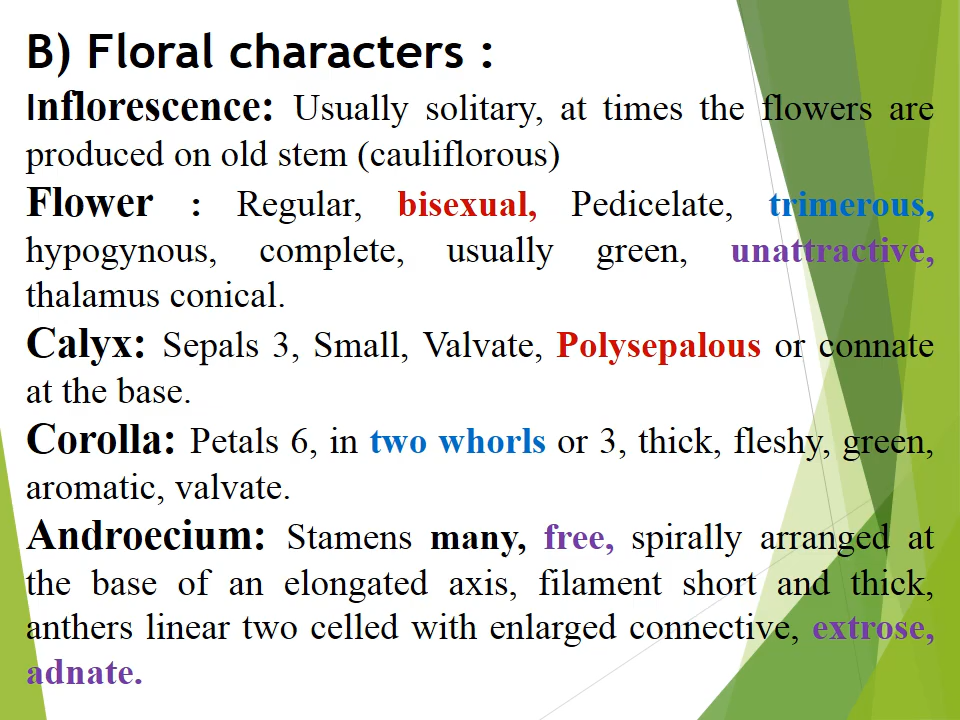 B) Floral characters :
Inflorescence: Usually solitary, at times the flowers are
produced on old stem (cauliflorous)
Flower : Regular, bisexual, Pedicelate, trimerous,
hypogynous, complete, usually green, unattractive,
thalamus conical.
Calyx: Sepals 3, Small, Valvate, Polysepalous or connate
at the base.
Corolla: Petals 6, in two whorls or 3, thick, fleshy, green,
aromatic, valvate.
Androecium: Stamens many, free, spirally arranged at
the base of an elongated axis, filament short and thick,
anthers linear two celled with enlarged connective, extrose,
adnate.